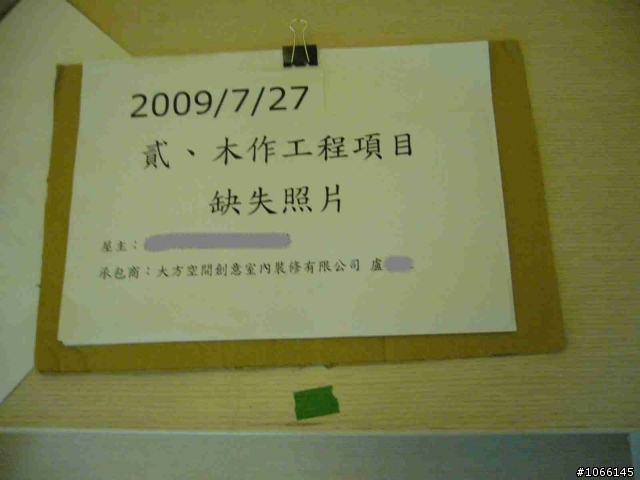 2009/7/27
貳、木作工程項目
缺失照片
屋主：
承包商：大方空間創意室內裝修有限公司 盧
#1066145